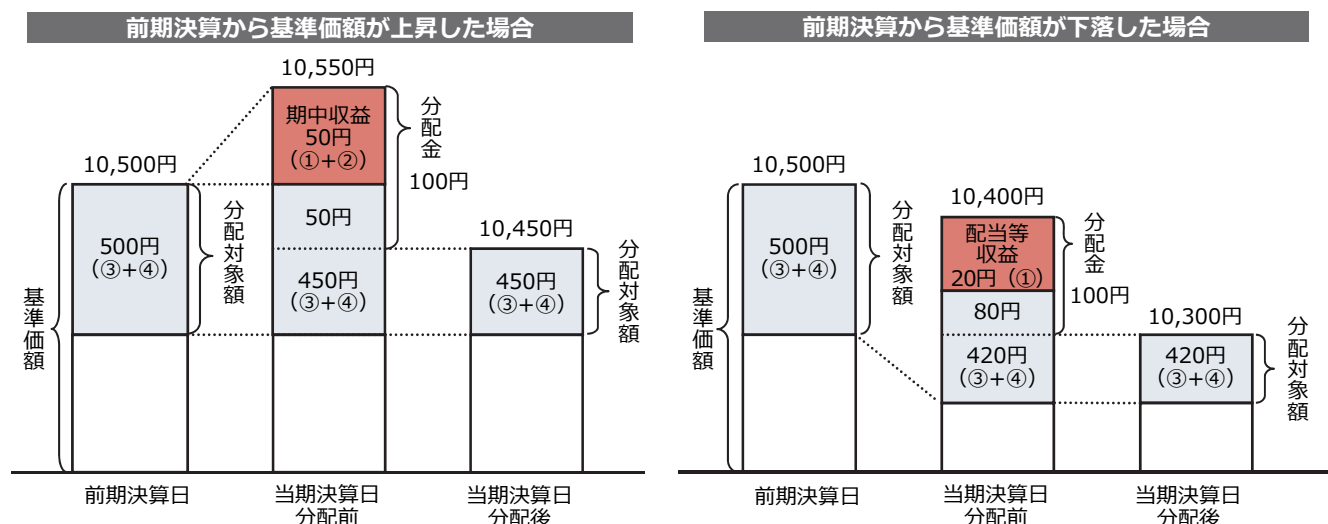 前期決算から基準価額が上昇した場合
10,550円
期中収益
50円
(①+②)
分配金
100円
10,500円
500円
(③+④)
分配対象額
基準価額
50円
450円
(③+④)
10,450円
450円
(③+④)
分配対象額
前期決算日
当期決算日
分配前
当期決算日
分配後
前期決算から基準価額が下落した場合
10,500円
500円
(③+④)
分配対象額
基準価額
10,400円
配当等
収益
20円(①)
分配金
100円
80円
420円
(③+④)
10,300円
420円
(③+④)
分配対象額
前期決算日
当期決算日
分配前
当期決算日
分配後